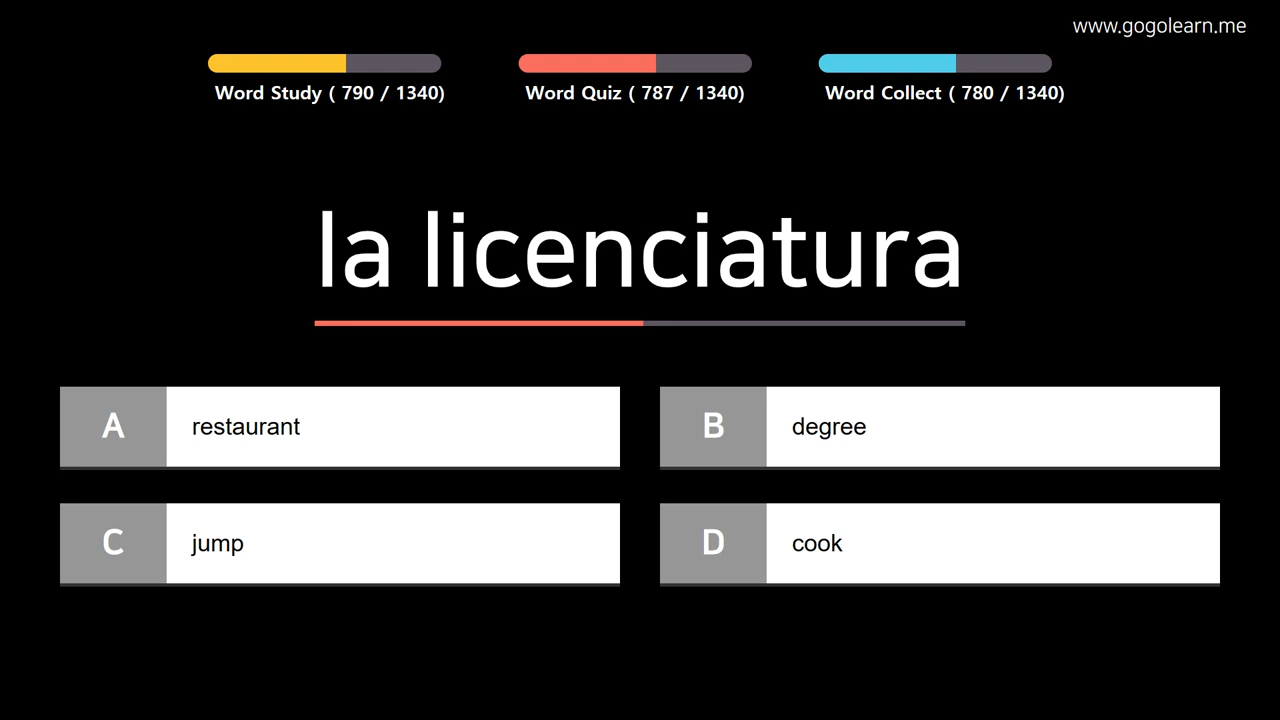 www.gogolearn.me
Word Study ( 790 / 1340)
Word Quiz ( 787 / 1340)
Word Collect ( 780 / 1340)
la licenciatura
A restaurant
B degree
C jump
D cook